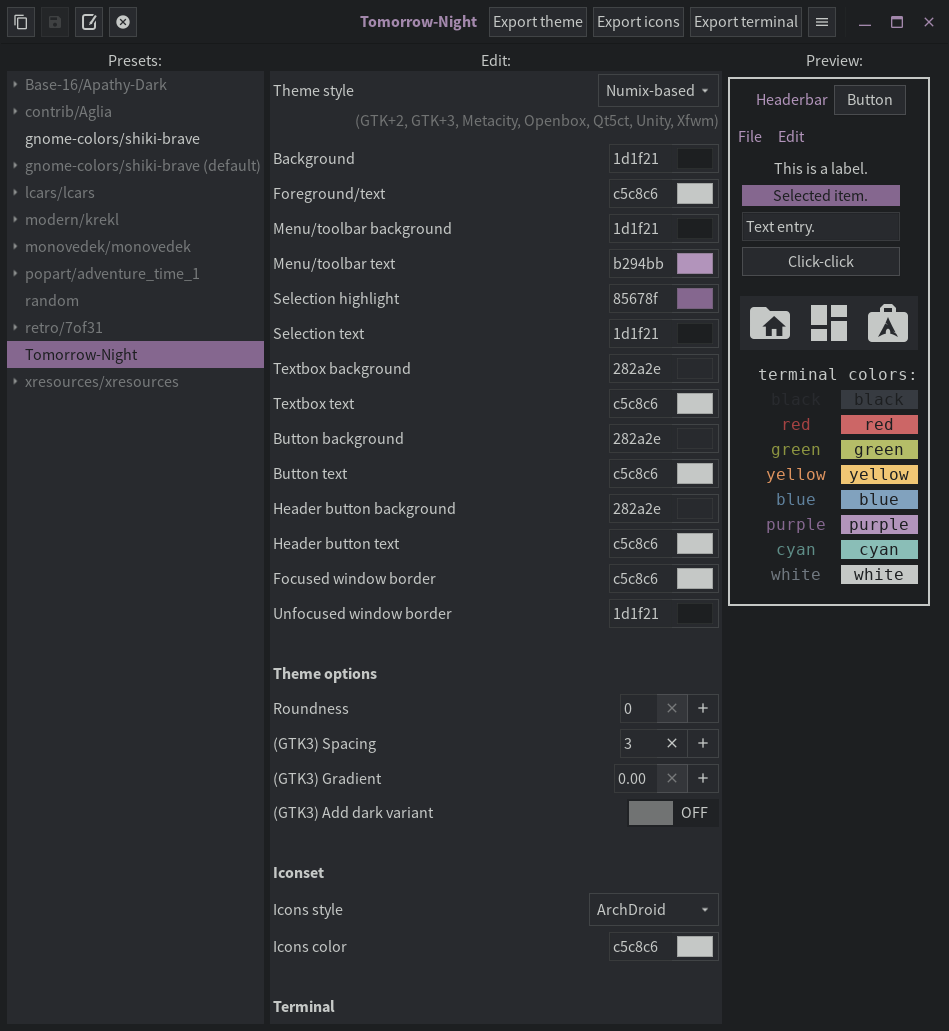 Tomorrow-Night Export theme Export icons Export terminal
Presets:
Base-16/Apathy-Dark
contrib/Aglia
gnome-colors/shiki-brave
gnome-colors/shiki-brave (default)
lcars/lcars
modern/krekl
monovedek/monovedek
popart/adventure_time_1
random
retro/7of31
Tomorrow-Night
xresources/xresources
Edit:
Theme style Numix-based
(GTK+2, GTK+3, Metacity, Openbox, Qt5ct, Unity, Xfwm)
Background 1d1f21
Foreground/text c5c8c6
Menu/toolbar background 1d1f21
Menu/toolbar text b294bb
Selection highlight 85678f
Selection text 1d1f21
Textbox background 282a2e
Textbox text c5c8c6
Button background 282a2e
Button text c5c8c6
Header button background 282a2e
Header button text c5c8c6
Focused window border c5c8c6
Unfocused window border 1d1f21
Theme options
Roundness 0
(GTK3) Spacing 3
(GTK3) Gradient 0.00
(GTK3) Add dark variant OFF
Iconset
Icons style ArchDroid
Icons color c5c8c6
Terminal
Preview:
Headerbar Button
File Edit
This is a label.
Selected item.
Text entry.
Click-click
terminal colors:
black black
red red
green green
yellow yellow
blue blue
purple purple
cyan cyan
white white